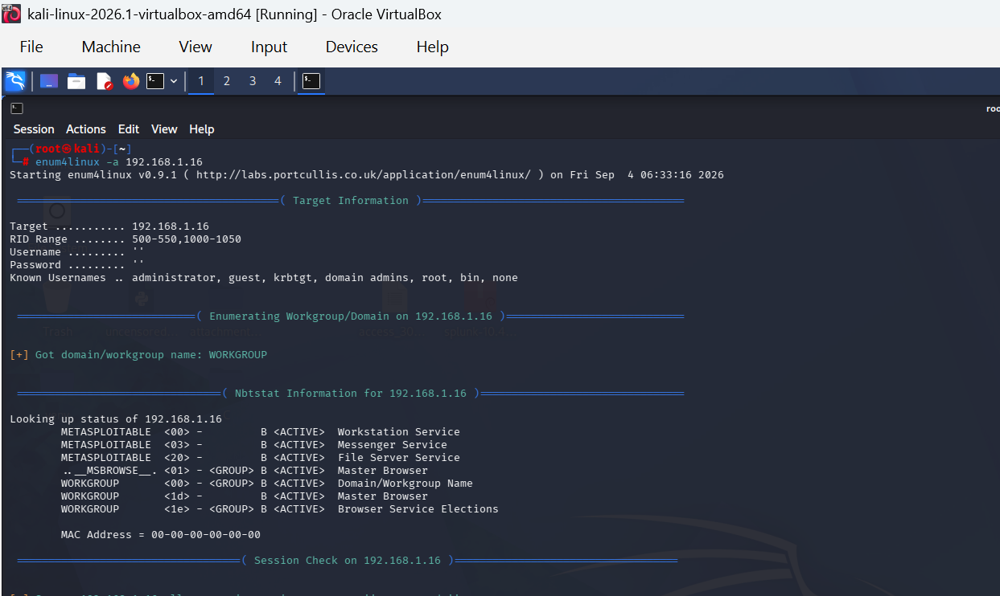 kali-linux-2026.1-virtualbox-amd64 [Running] - Oracle VirtualBox
File Machine View Input Devices Help
1 2 3 4
Session Actions Edit View Help
┌──(root㉿kali)-[~]
└─# enum4linux -a 192.168.1.16
Starting enum4linux v0.9.1 ( http://labs.portcullis.co.uk/application/enum4linux/ ) on Fri Sep  4 06:33:16 2026
( Target Information )
Target ........... 192.168.1.16
RID Range ........ 500-550,1000-1050
Username ......... ''
Password ......... ''
Known Usernames .. administrator, guest, krbtgt, domain admins, root, bin, none
( Enumerating Workgroup/Domain on 192.168.1.16 )
Trash
[+] Got domain/workgroup name: WORKGROUP
( Nbtstat Information for 192.168.1.16 )
Looking up status of 192.168.1.16
METASPLOITABLE <00> - B <ACTIVE> Workstation Service
METASPLOITABLE <03> - B <ACTIVE> Messenger Service
METASPLOITABLE <20> - B <ACTIVE> File Server Service
..__MSBROWSE__. <01> - <GROUP> B <ACTIVE> Master Browser
WORKGROUP <00> - <GROUP> B <ACTIVE> Domain/Workgroup Name
WORKGROUP <1d> - B <ACTIVE> Master Browser
WORKGROUP <1e> - <GROUP> B <ACTIVE> Browser Service Elections
MAC Address = 00-00-00-00-00-00
( Session Check on 192.168.1.16 )